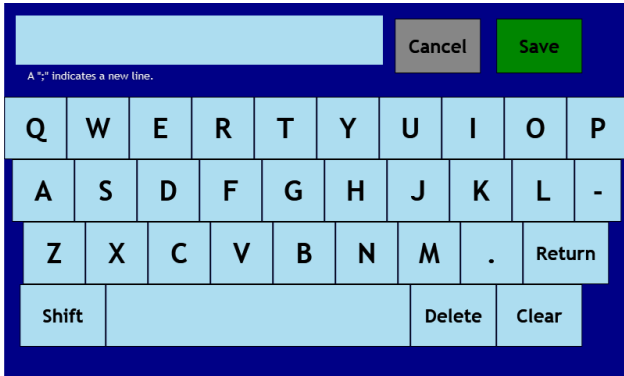 Cancel Save
A ";" indicates a new line.
Q W E R T Y U I O P
A S D F G H J K L -
Z X C V B N M . Return
Shift Delete Clear